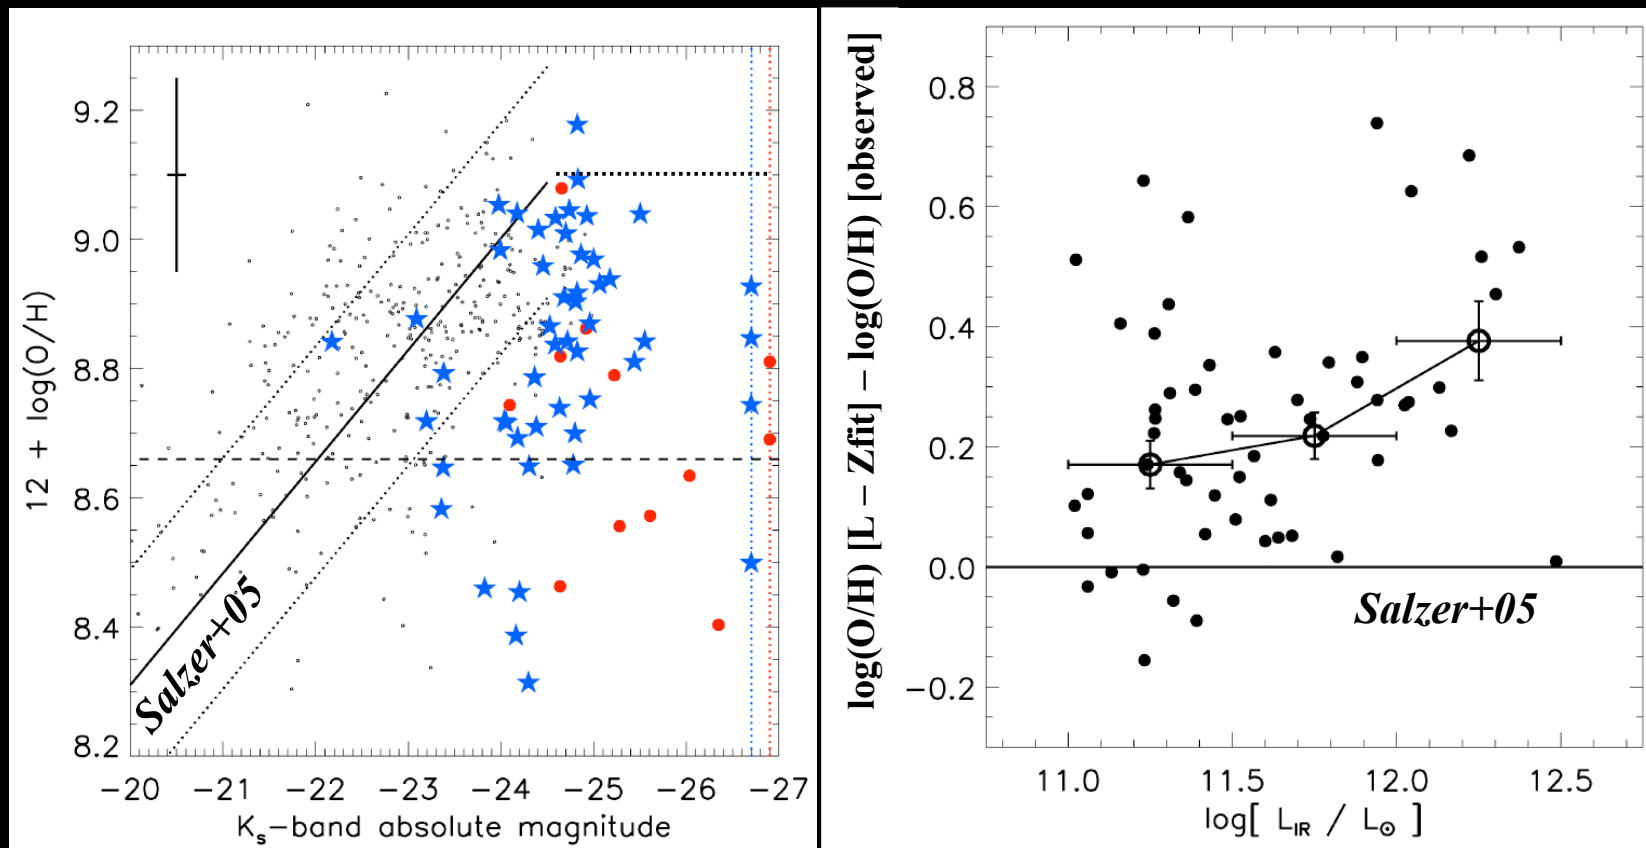 9.2
9.0
8.8
8.6
8.4
8.2
12 + log(O/H)
Salzer+05
−20 −21 −22 −23 −24 −25 −26 −27
Ks−band absolute magnitude
log(O/H) [L − Zfit] − log(O/H) [observed]
0.8
0.6
0.4
0.2
0.0
−0.2
Salzer+05
11.0 11.5 12.0 12.5
log[ LIR / L⊙ ]